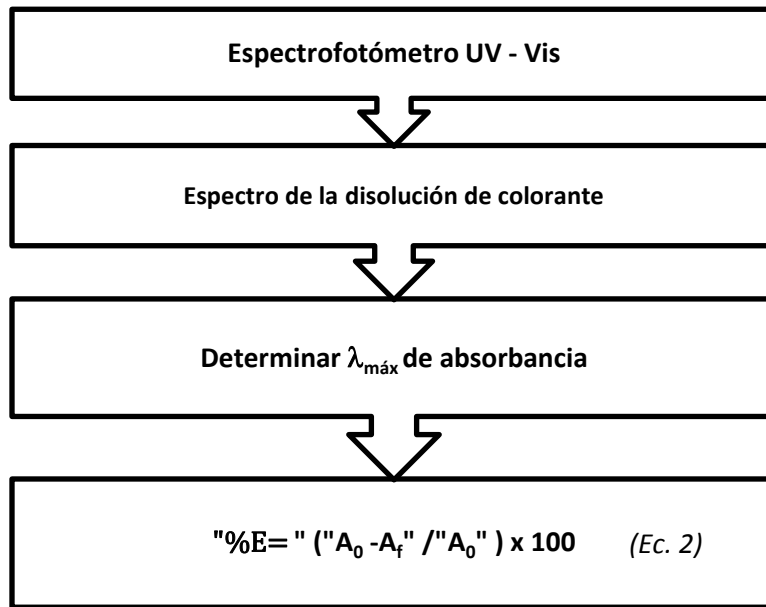 Espectrofotómetro UV - Vis
Espectro de la disolución de colorante
Determinar λmáx de absorbancia
"%E= " ("A0 -Af" /"A0" ) x 100 (Ec. 2)